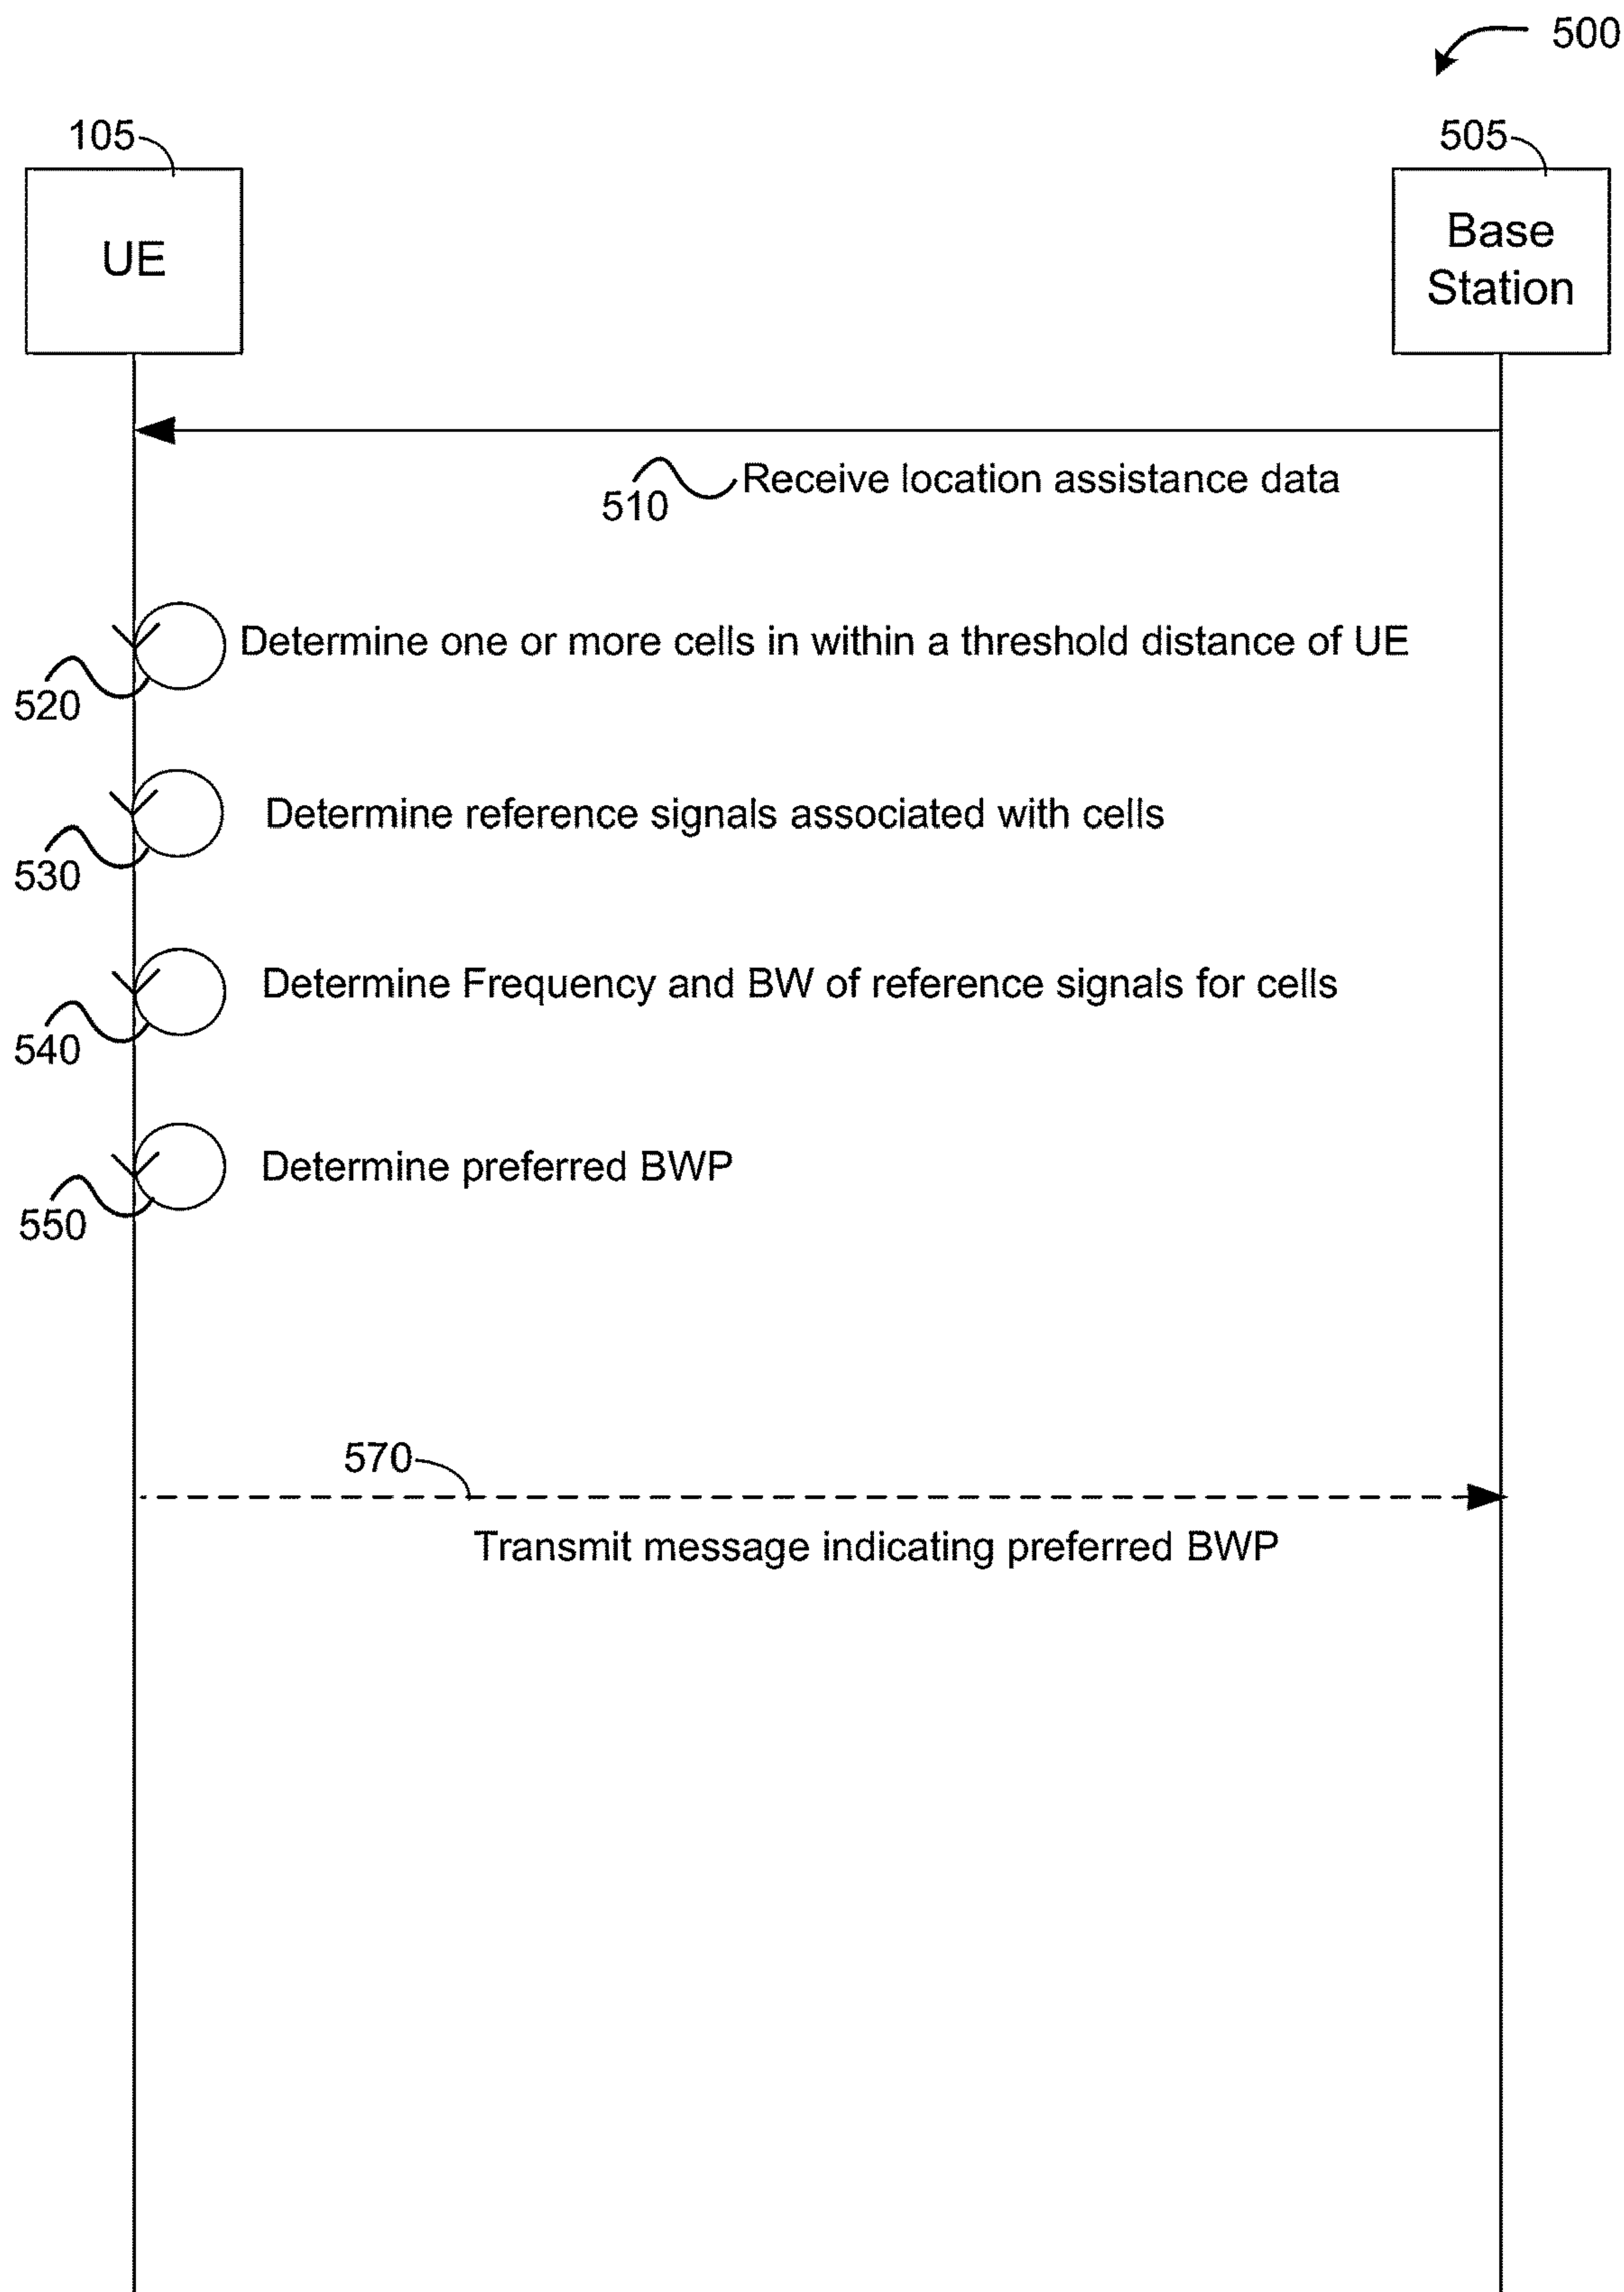 500
105
505
UE
Base
Station
Receive location assistance data
510
Determine one or more cells in within a threshold distance of UE
520
Determine reference signals associated with cells
530
Determine Frequency and BW of reference signals for cells
540
Determine preferred BWP
550
570
Transmit message indicating preferred BWP